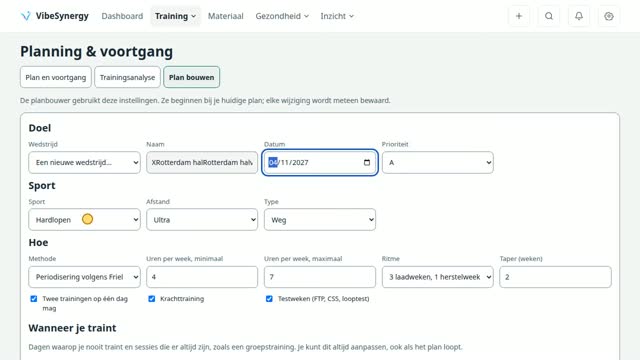 VibeSynergy Dashboard Training Materiaal Gezondheid Inzicht
Planning & voortgang
Plan en voortgang Trainingsanalyse Plan bouwen
De planbouwer gebruikt deze instellingen. Ze beginnen bij je huidige plan; elke wijziging wordt meteen bewaard.
Doel
Wedstrijd Naam Datum Prioriteit
Een nieuwe wedstrijd... XRotterdam halRotterdam halv 04/11/2027 A
Sport
Sport Afstand Type
Hardlopen Ultra Weg
Hoe
Methode Uren per week, minimaal Uren per week, maximaal Ritme Taper (weken)
Periodisering volgens Friel 4 7 3 laadweken, 1 herstelweek 2
Twee trainingen op één dag Krachttraining Testweken (FTP, CSS, looptest)
mag
Wanneer je traint
Dagen waarop je nooit traint en sessies die er altijd zijn, zoals een groepstraining. Je kunt dit altijd aanpassen, ook als het plan loopt.